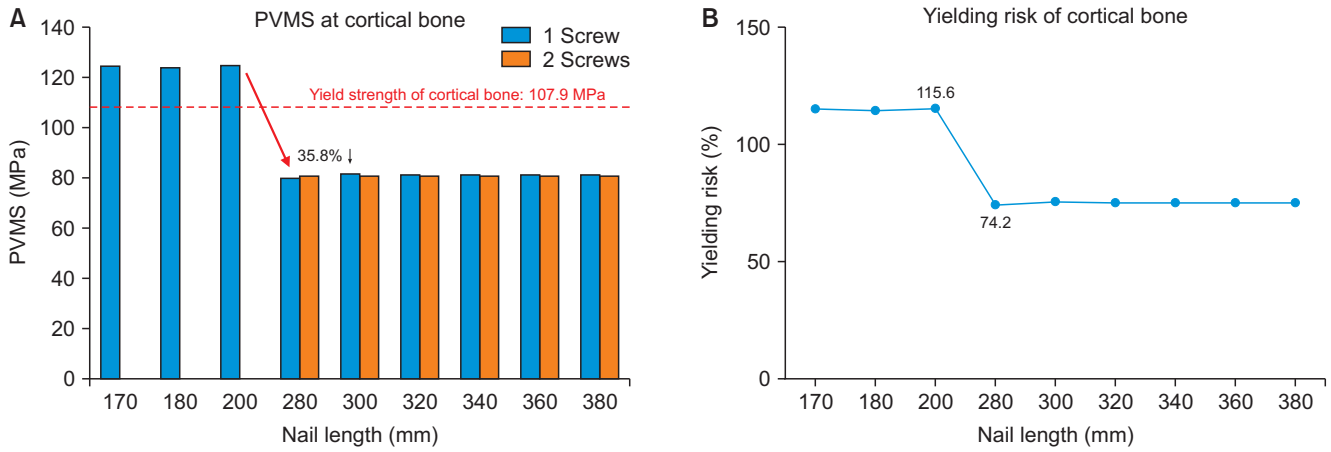 A
PVMS at cortical bone
1 Screw
2 Screws
Yield strength of cortical bone: 107.9 MPa
35.8% ↓
PVMS (MPa)
140
120
100
80
60
40
20
0
170 180 200 280 300 320 340 360 380
Nail length (mm)
B
Yielding risk of cortical bone
Yielding risk (%)
150
100
50
0
115.6
74.2
170 180 200 280 300 320 340 360 380
Nail length (mm)